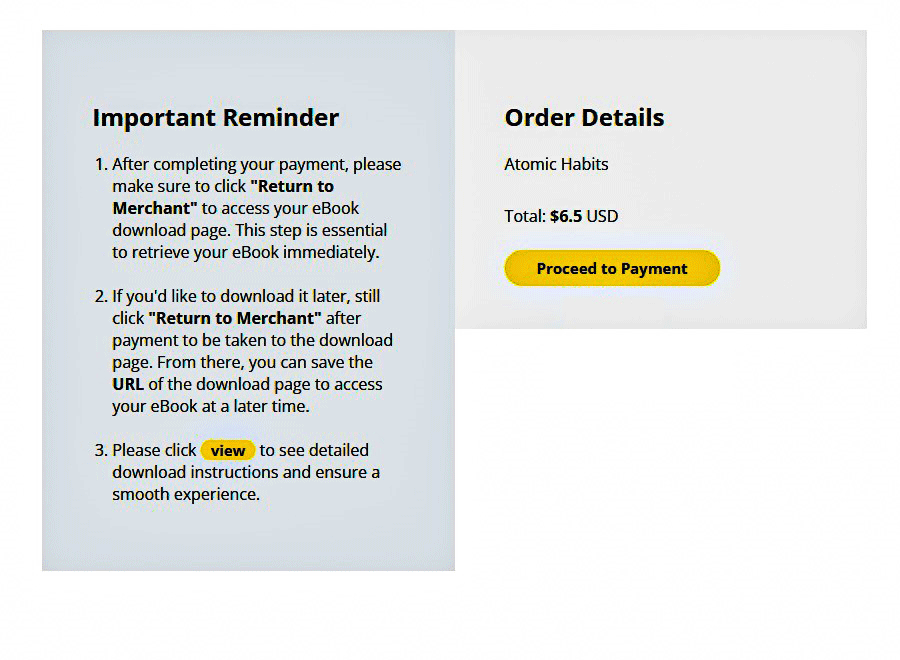 Important Reminder
1. After completing your payment, please
make sure to click "Return to
Merchant" to access your eBook
download page. This step is essential
to retrieve your eBook immediately.
2. If you'd like to download it later, still
click "Return to Merchant" after
payment to be taken to the download
page. From there, you can save the
URL of the download page to access
your eBook at a later time.
3. Please click view to see detailed
download instructions and ensure a
smooth experience.
Order Details
Atomic Habits
Total: $6.5 USD
Proceed to Payment